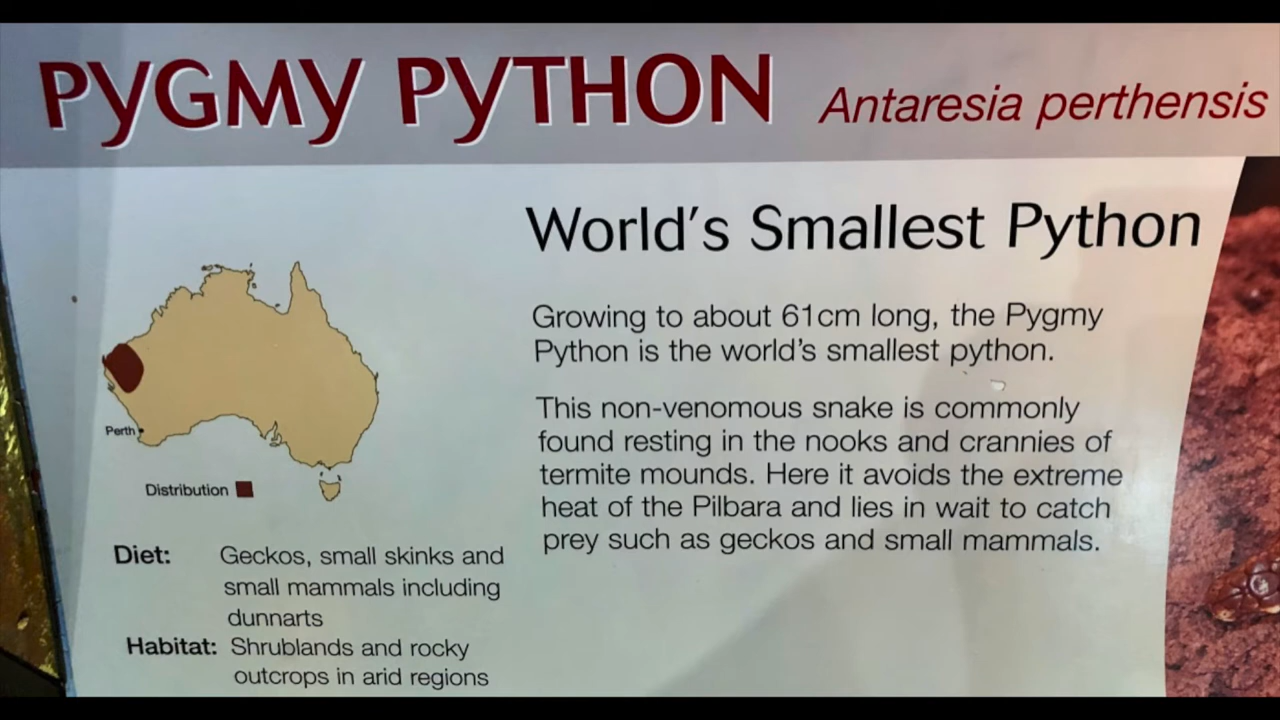 PYGMY PYTHON Antaresia perthensis
World's Smallest Python
Growing to about 61cm long, the Pygmy
Python is the world's smallest python.
This non-venomous snake is commonly
found resting in the nooks and crannies of
termite mounds. Here it avoids the extreme
heat of the Pilbara and lies in wait to catch
prey such as geckos and small mammals.
Perth
Distribution
Diet: Geckos, small skinks and
small mammals including
dunnarts
Habitat: Shrublands and rocky
outcrops in arid regions